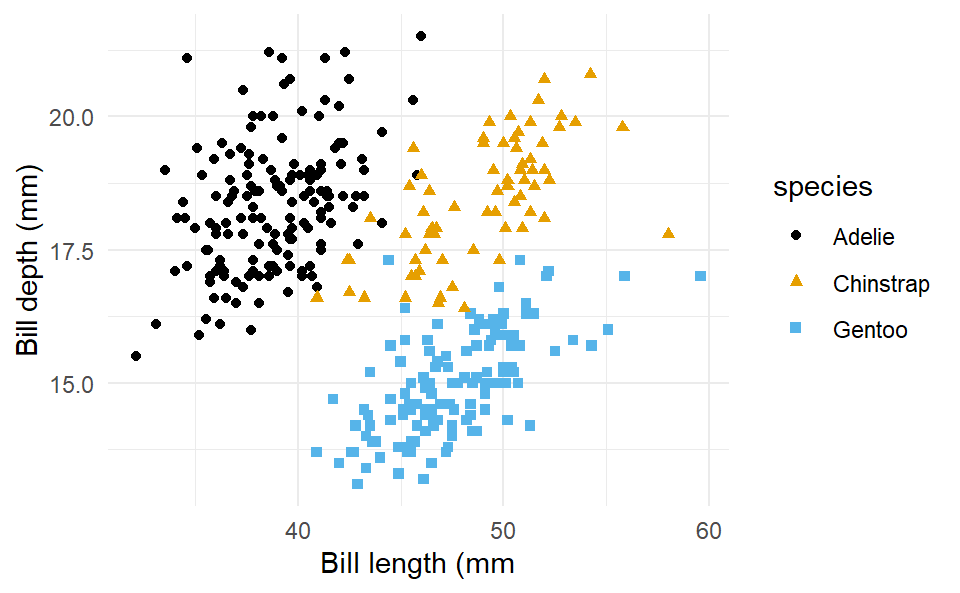 20.0
17.5
15.0
Bill depth (mm)
40
50
60
Bill length (mm
species
Adelie
Chinstrap
Gentoo